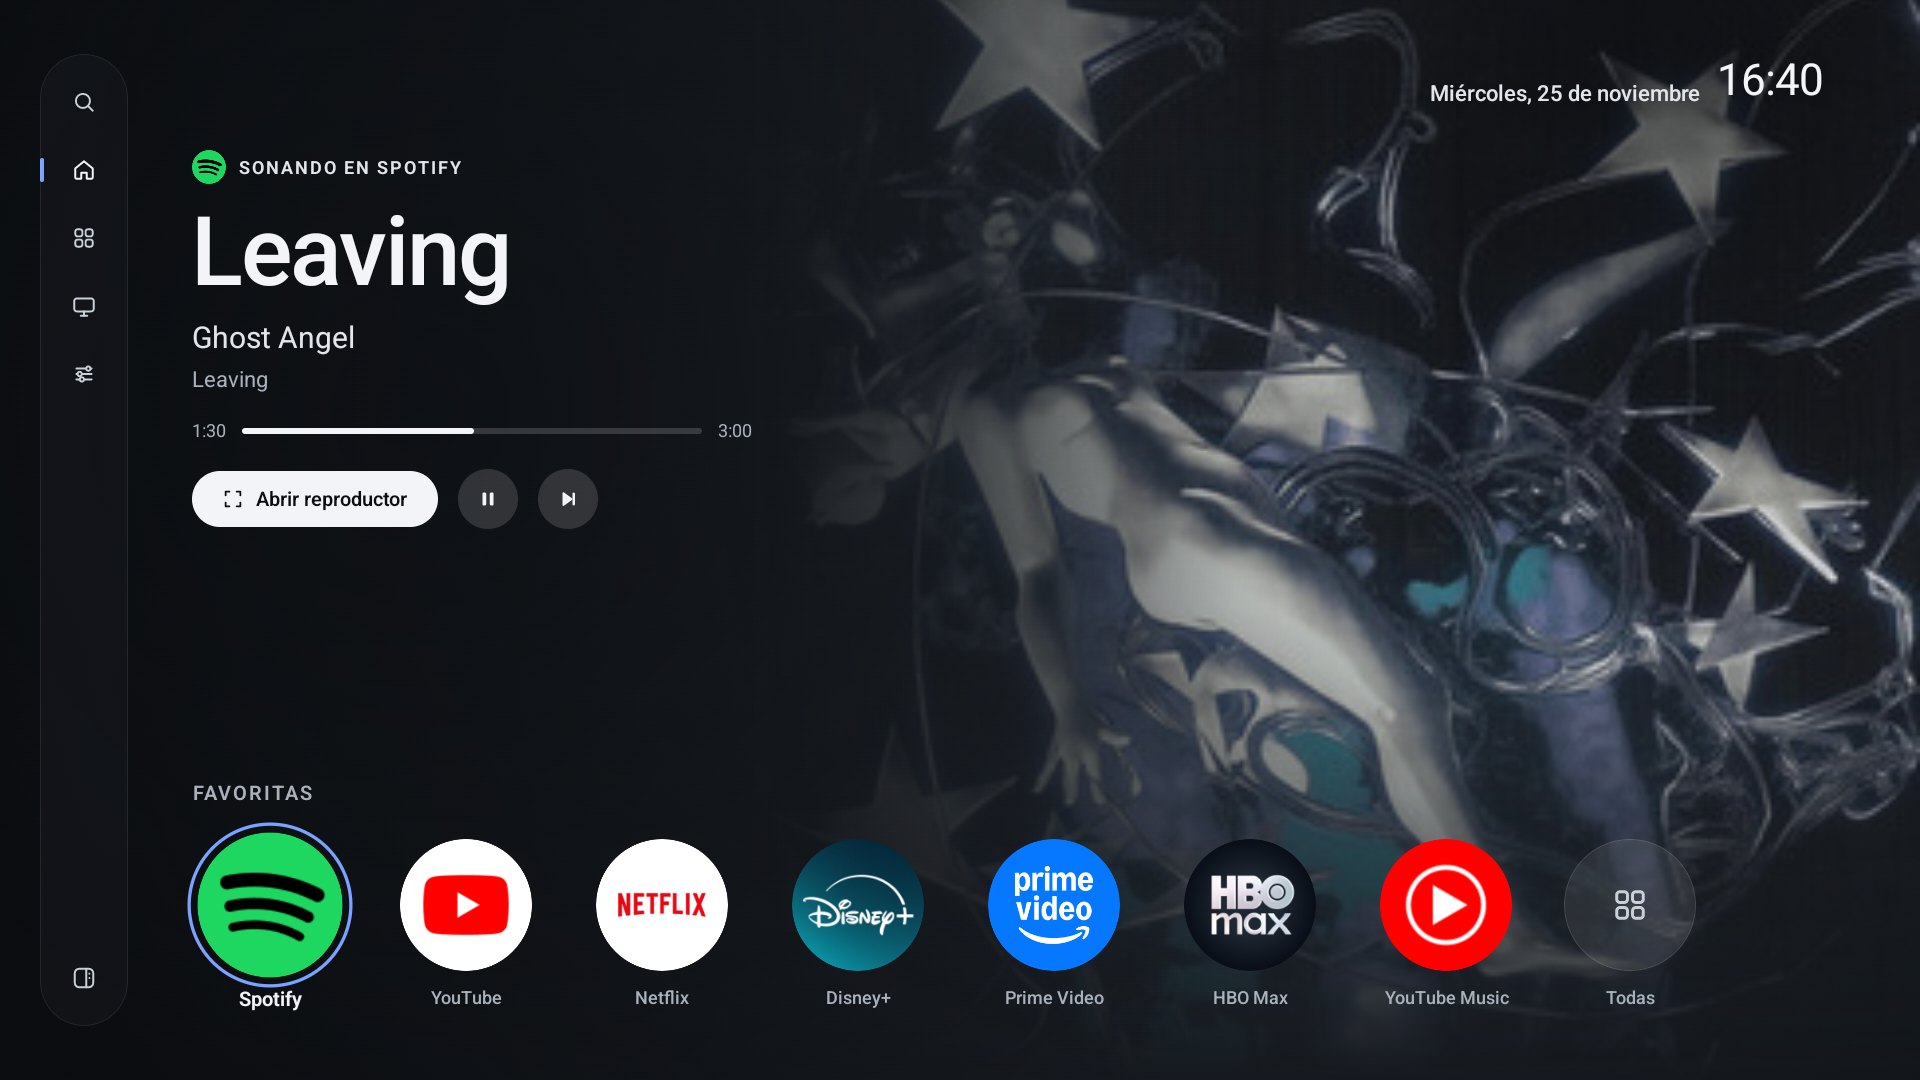 Miércoles, 25 de noviembre 16:40
SONANDO EN SPOTIFY
Leaving
Ghost Angel
Leaving
1:30 3:00
Abrir reproductor
FAVORITAS
NETFLIX
Disney+
prime
video
HBO
max
Spotify YouTube Netflix Disney+ Prime Video HBO Max YouTube Music Todas